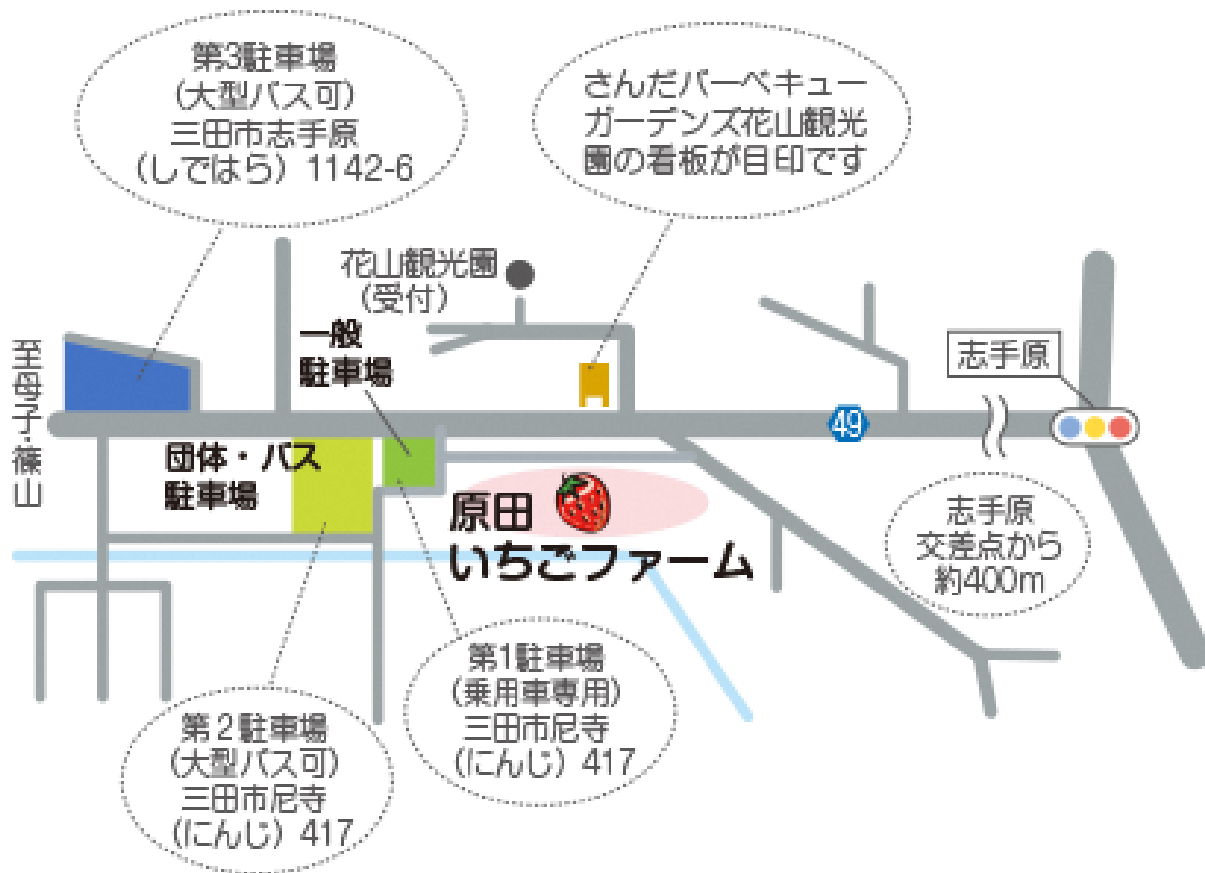 第3駐車場
(大型バス可)
三田市志手原
(しではら) 1142-6
さんだバーベキュー
ガーデンズ花山観光
園の看板が目印です
花山観光園
(受付)
一般
駐車場
至母子・篠山
志手原
49
団体・バス
駐車場
原田
いちごファーム
志手原
交差点から
約400m
第1駐車場
(乗用車専用)
三田市尼寺
(にんじ) 417
第2駐車場
(大型バス可)
三田市尼寺
(にんじ) 417